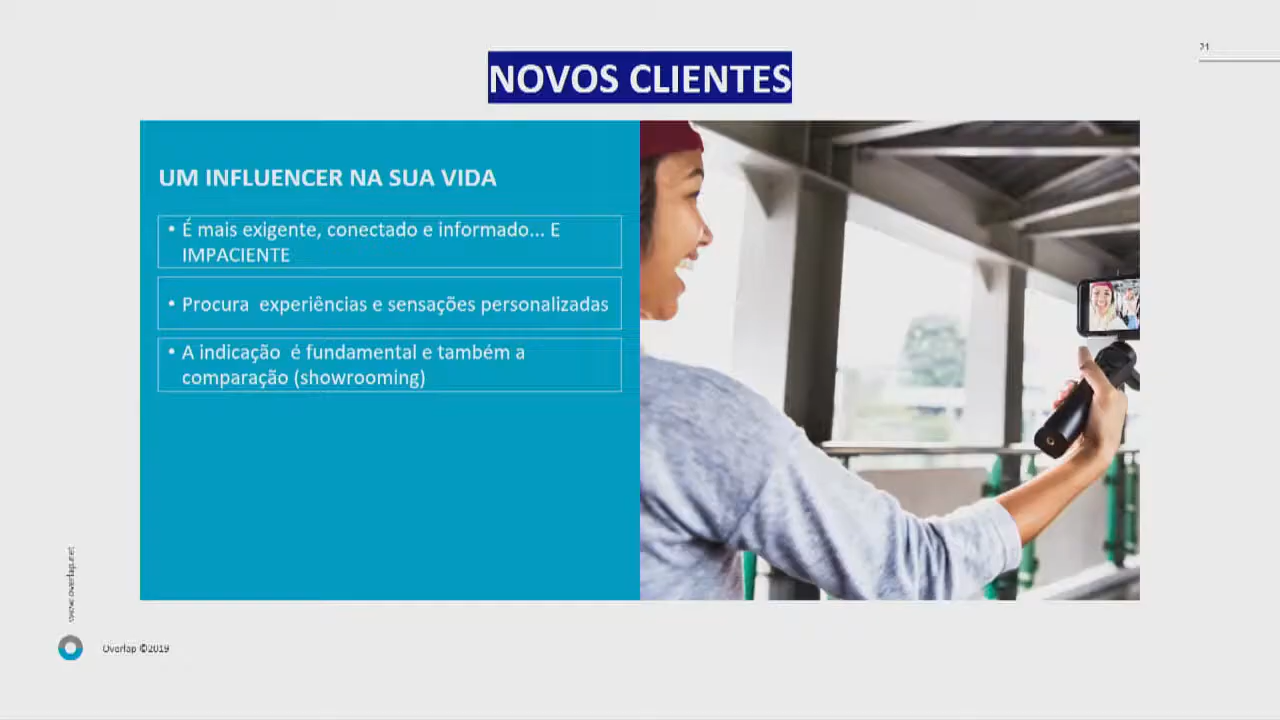 21
NOVOS CLIENTES
UM INFLUENCER NA SUA VIDA
• É mais exigente, conectado e informado... E
IMPACIENTE
• Procura experiências e sensações personalizadas
• A indicação é fundamental e também a
comparação (showrooming)
www.overlap.net
Overlap ©2019